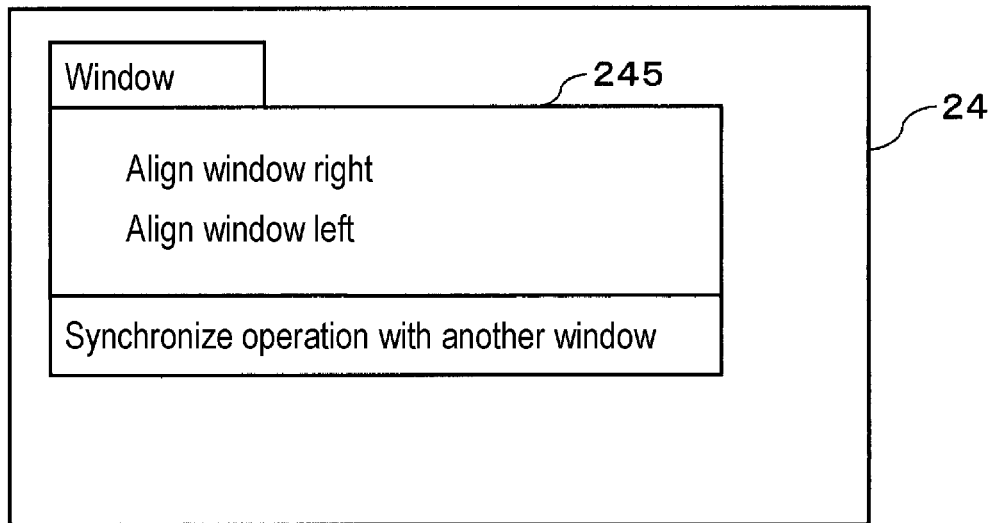 Window
245
24
Align window right
Align window left
Synchronize operation with another window